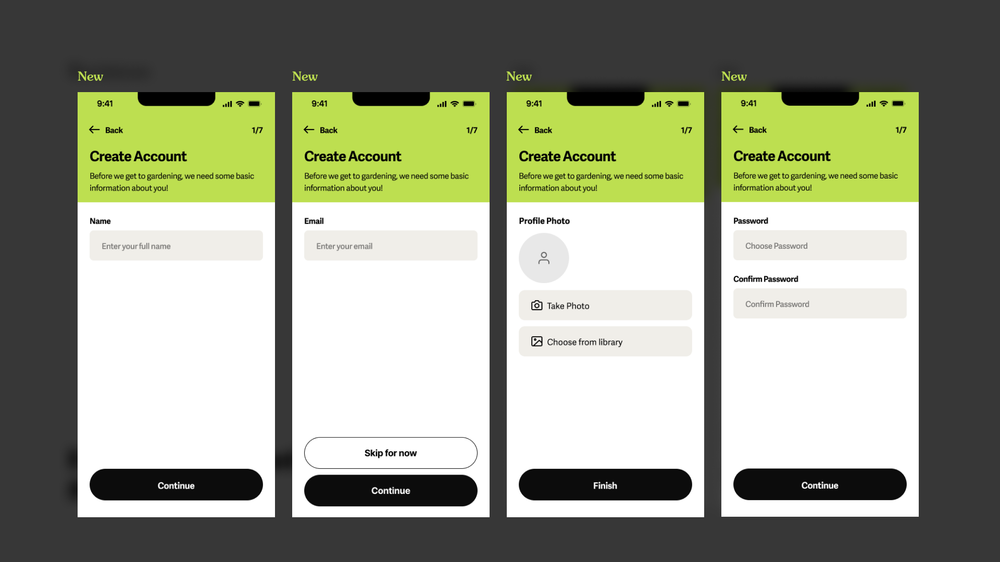 New
9:41
Back
1/7
Create Account
Before we get to gardening, we need some basic
information about you!
Name
Enter your full name
Continue
New
9:41
Back
1/7
Create Account
Before we get to gardening, we need some basic
information about you!
Email
Enter your email
Skip for now
Continue
New
9:41
Back
1/7
Create Account
Before we get to gardening, we need some basic
information about you!
Profile Photo
Take Photo
Choose from library
Finish
New
9:41
Back
1/7
Create Account
Before we get to gardening, we need some basic
information about you!
Password
Choose Password
Confirm Password
Confirm Password
Continue